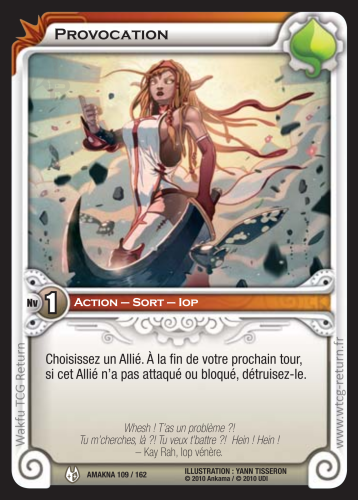 PROVOCATION
Nv 1
ACTION – SORT – IOP
Choisissez un Allié. À la fin de votre prochain tour,
si cet Allié n'a pas attaqué ou bloqué, détruisez-le.
Whesh ! T'as un problème ?!
Tu m'cherches, là ?! Tu veux t'battre ?! Hein ! Hein !
– Kay Rah, Iop vénère.
AMAKNA 109 / 162
ILLUSTRATION : YANN TISSERON
© 2010 Ankama / © 2010 UDI
Wakfu TCG Return
www.wtcg-return.fr